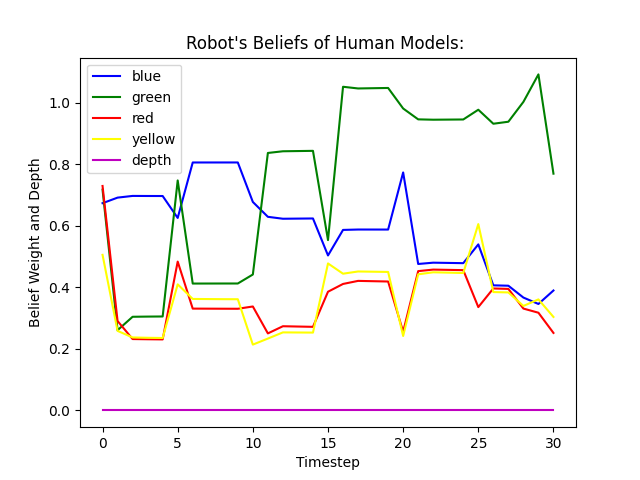 Robot's Beliefs of Human Models:
blue
green
red
yellow
depth
Belief Weight and Depth
1.0
0.8
0.6
0.4
0.2
0.0
0 5 10 15 20 25 30
Timestep